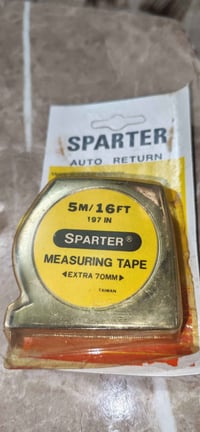 SPARTER
AUTO RETURN
5M/16FT
197 IN
SPARTER®
MEASURING TAPE
◄EXTRA 70MM►
TAIWAN